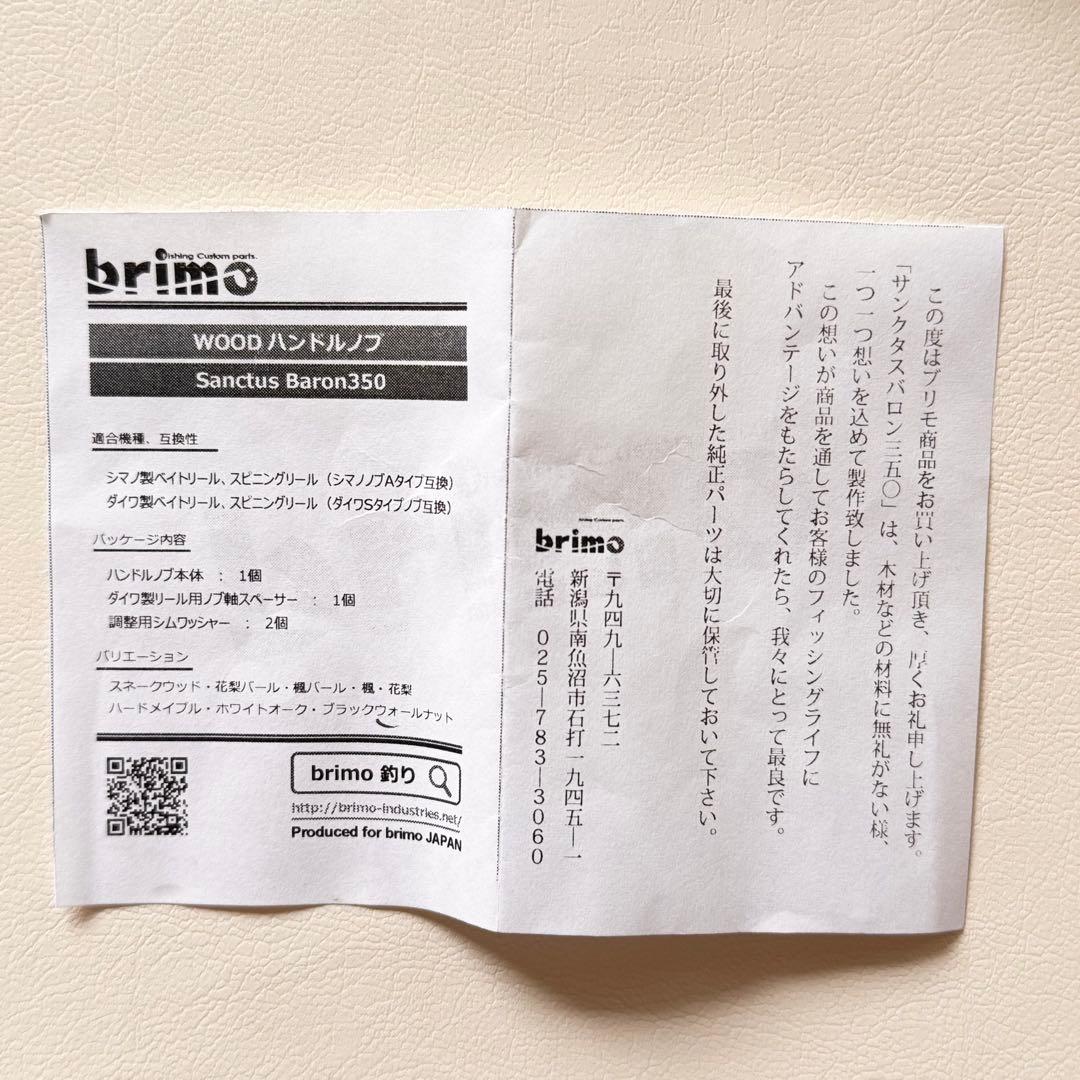 Fishing Custom parts.
brimo
WOOD ハンドルノブ
Sanctus Baron350
適合機種、互換性
シマノ製ベイトリール、スピニングリール（シマノノブAタイプ互換）
ダイワ製ベイトリール、スピニングリール（ダイワSタイプノブ互換）
パッケージ内容
ハンドルノブ本体 ： 1個
ダイワ製リール用ノブ軸スペーサー ： 1個
調整用シムワッシャー ： 2個
バリエーション
スネークウッド・花梨バール・楓バール・楓・花梨
ハードメイプル・ホワイトオーク・ブラックウォールナット
brimo 釣り
http://brimo-industries.net/
Produced for brimo JAPAN
この度はブリモ商品をお買い上げ頂き、厚くお礼申し上げます。
「サンクタスバロン三五〇」は、木材などの材料に無礼がない様、
一つ一つ想いを込めて製作致しました。
この想いが商品を通してお客様のフィッシングライフに
アドバンテージをもたらしてくれたら、我々にとって最良です。
最後に取り外した純正パーツは大切に保管しておいて下さい。
Fishing Custom parts.
brimo
〒九四九―六三七二
新潟県南魚沼市石打一九四五―一
電話 025―783―3060